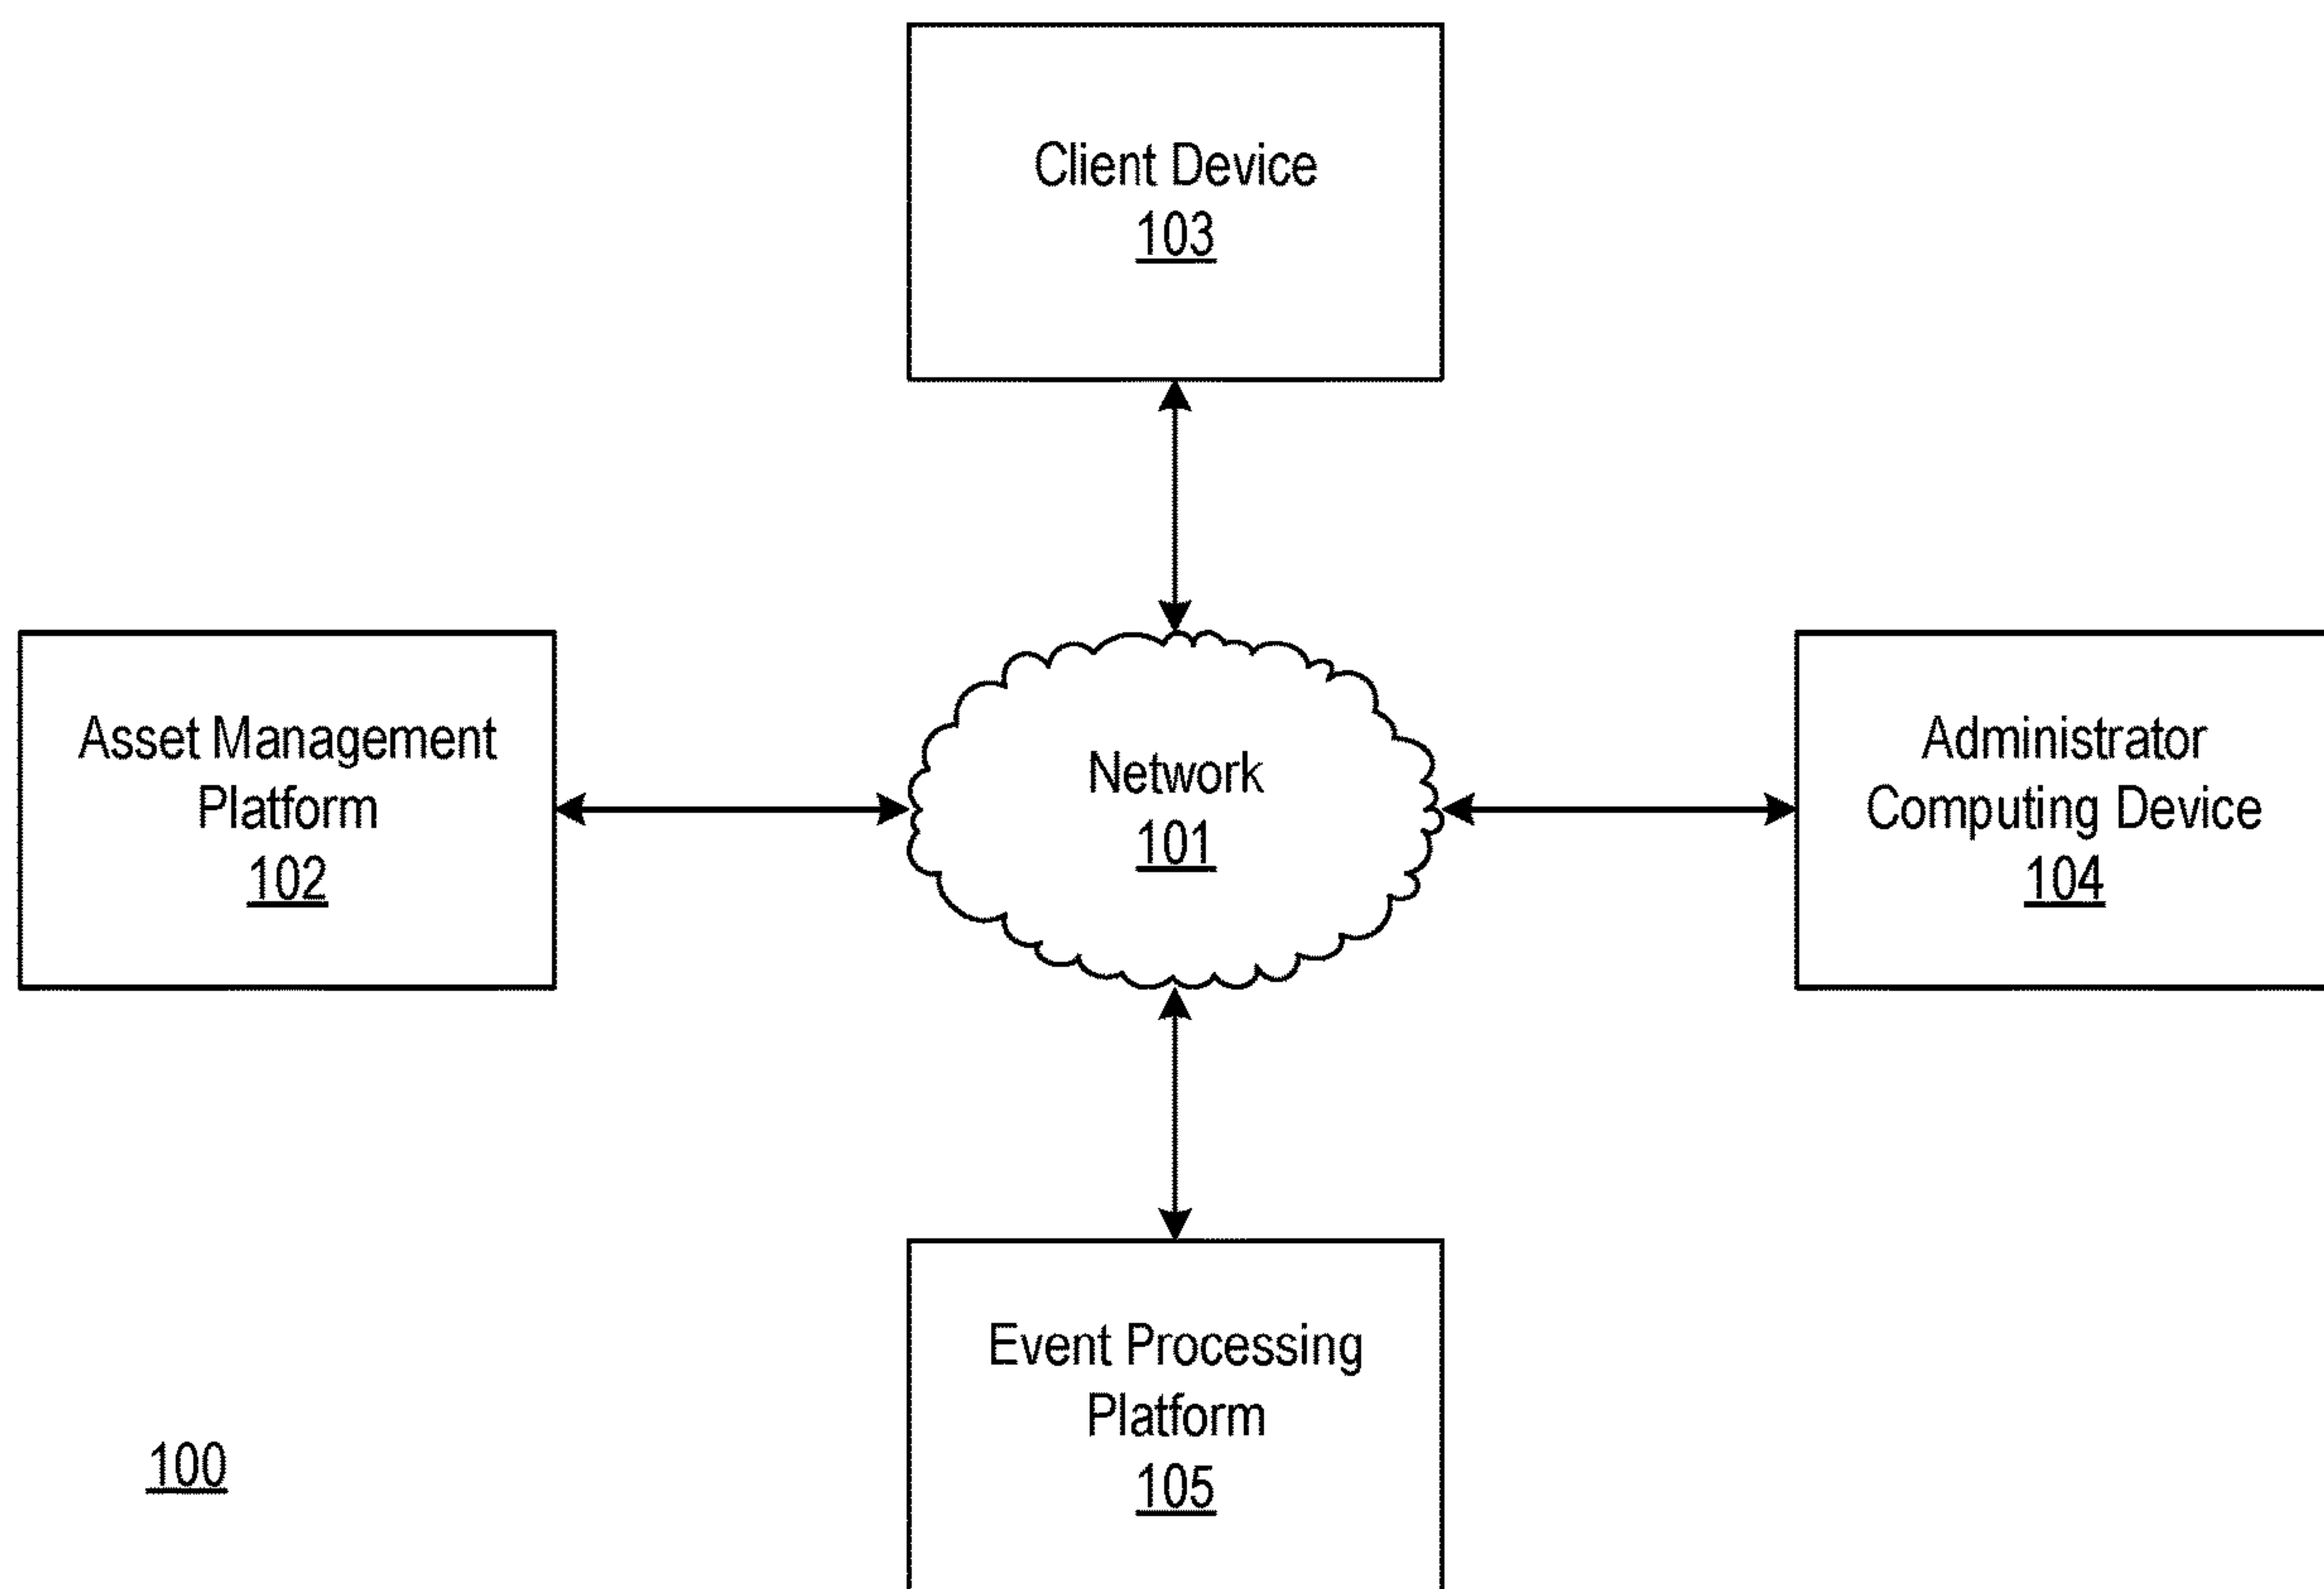 Client Device
103
Asset Management
Platform
102
Network
101
Administrator
Computing Device
104
Event Processing
Platform
105
100